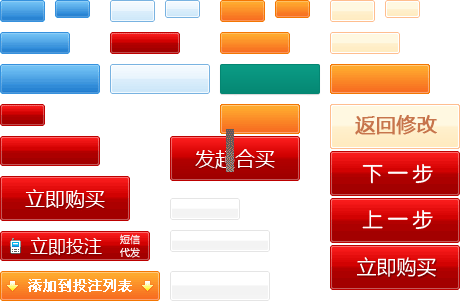 返回修改
发起合买
下一步
立即购买
上一步
立即投注
短信
代发
立即购买
添加到投注列表